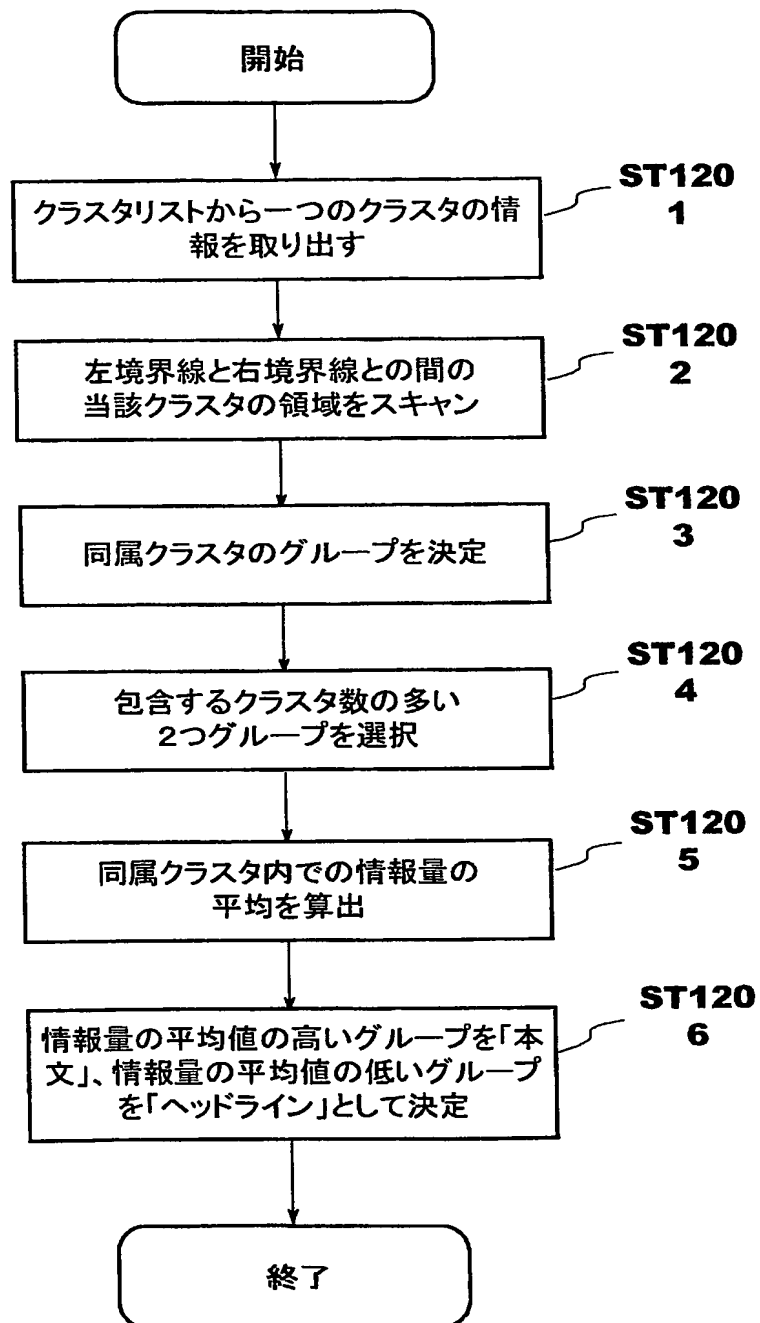 開始
ST120
1
クラスタリストから一つのクラスタの情
報を取り出す
ST120
2
左境界線と右境界線との間の
当該クラスタの領域をスキャン
ST120
3
同属クラスタのグループを決定
ST120
4
包含するクラスタ数の多い
2つグループを選択
ST120
5
同属クラスタ内での情報量の
平均を算出
ST120
6
情報量の平均値の高いグループを「本
文」、情報量の平均値の低いグループ
を「ヘッドライン」として決定
終了